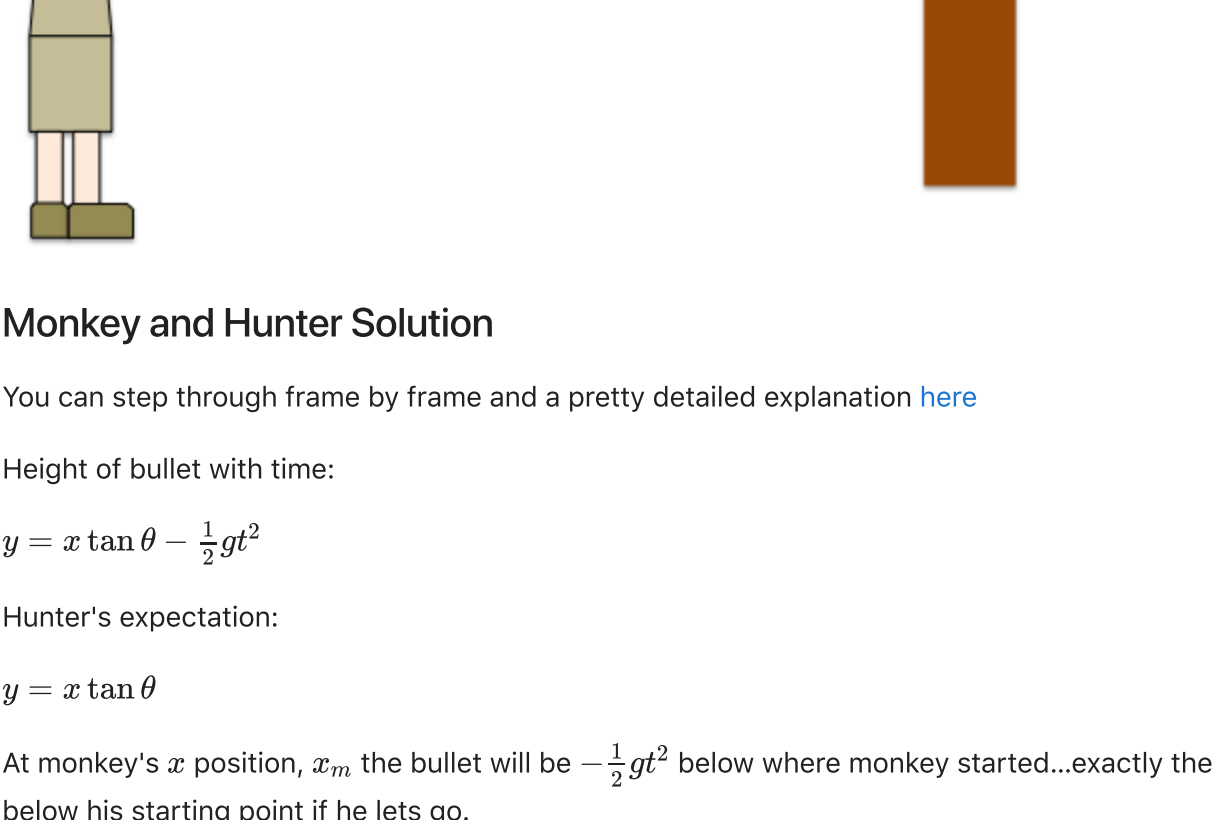 Monkey and Hunter Solution
You can step through frame by frame and a pretty detailed explanation here
Height of bullet with time:
y = x tan θ − ½gt²
Hunter's expectation:
y = x tan θ
At monkey's x position, xₘ the bullet will be −½gt² below where monkey started...exactly the
below his starting point if he lets go.